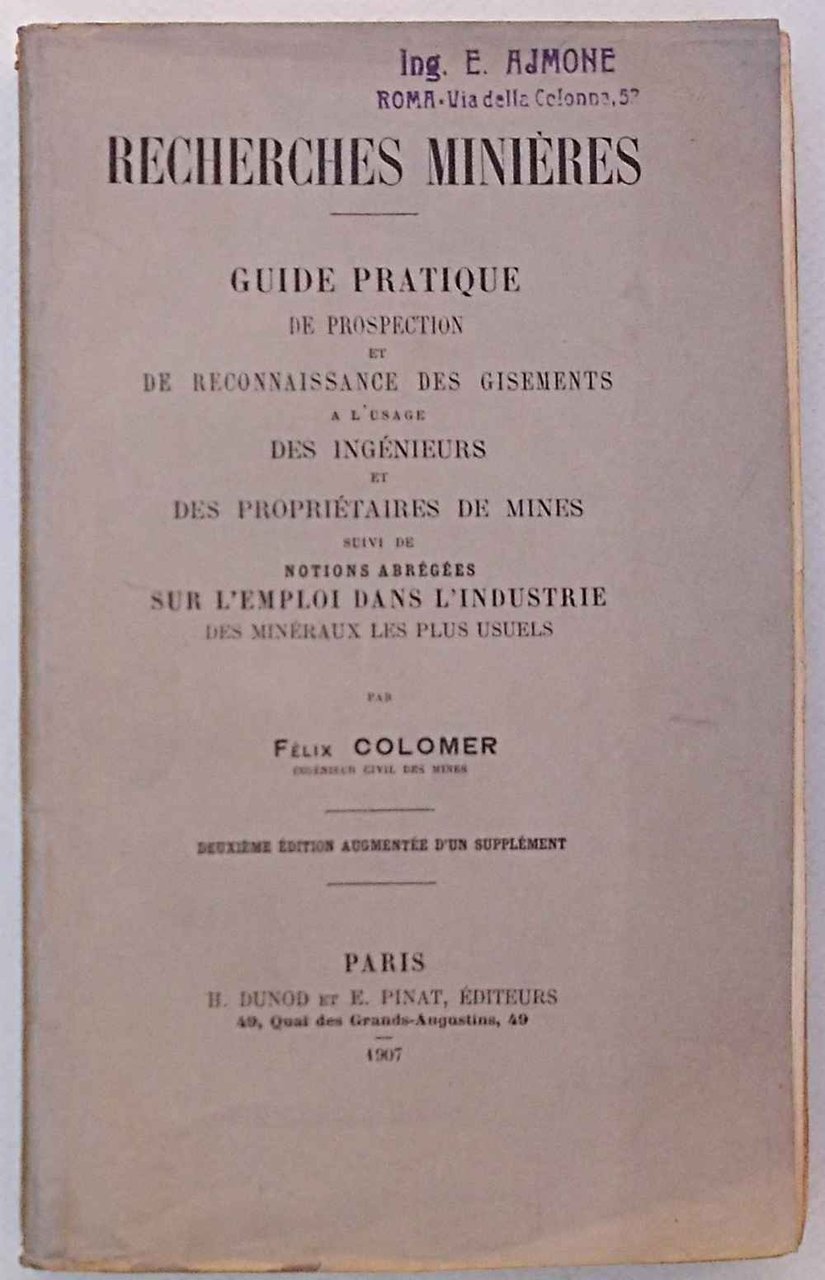 Ing. E. AJMONE
ROMA - Via della Colonna, 52
RECHERCHES MINIÈRES
GUIDE PRATIQUE
DE PROSPECTION
ET
DE RECONNAISSANCE DES GISEMENTS
A L'USAGE
DES INGÉNIEURS
ET
DES PROPRIÉTAIRES DE MINES
SUIVI DE
NOTIONS ABRÉGÉES
SUR L'EMPLOI DANS L'INDUSTRIE
DES MINÉRAUX LES PLUS USUELS
PAR
FÉLIX COLOMER
INGÉNIEUR CIVIL DES MINES
DEUXIÈME ÉDITION AUGMENTÉE D'UN SUPPLÉMENT
PARIS
H. DUNOD ET E. PINAT, ÉDITEURS
49, Quai des Grands-Augustins, 49
1907